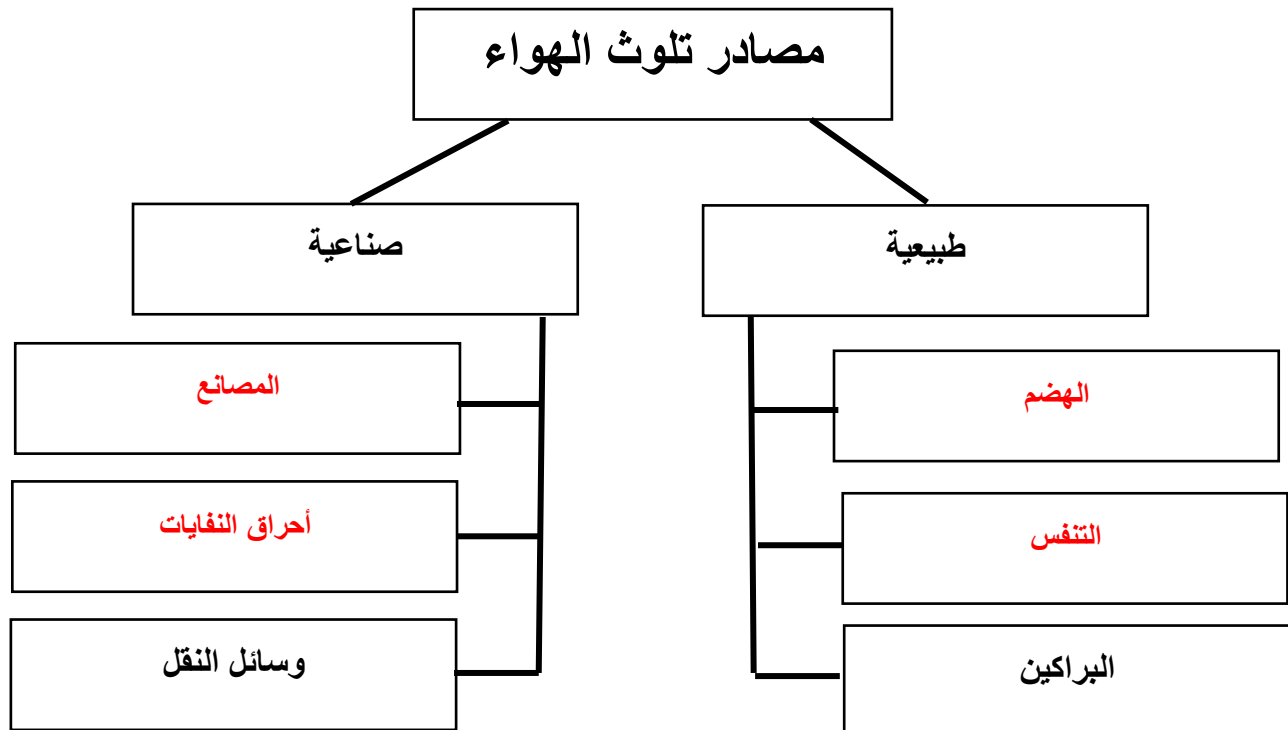 مصادر تلوث الهواء
طبيعية
صناعية
الهضم
المصانع
التنفس
أحراق النفايات
البراكين
وسائل النقل